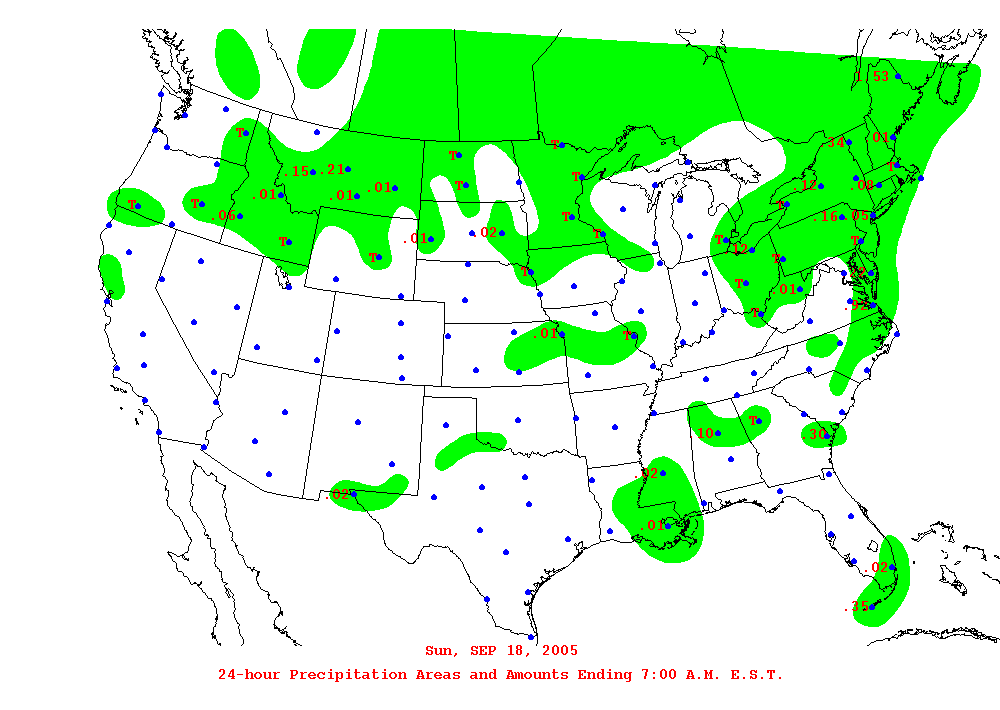 1.53
T
.34
.01
T
T
T
.15
.21
T
.01
.01
.01
T
.12
.08
T
T
.06
T
T
.16
.05
.01
.02
T
T
T
T
.12
T
T
T
T
.01
T
.92
.01
T
T
.10
.30
.02
.02
.01
.02
.35
Sun, SEP 18, 2005
24-hour Precipitation Areas and Amounts Ending 7:00 A.M. E.S.T.